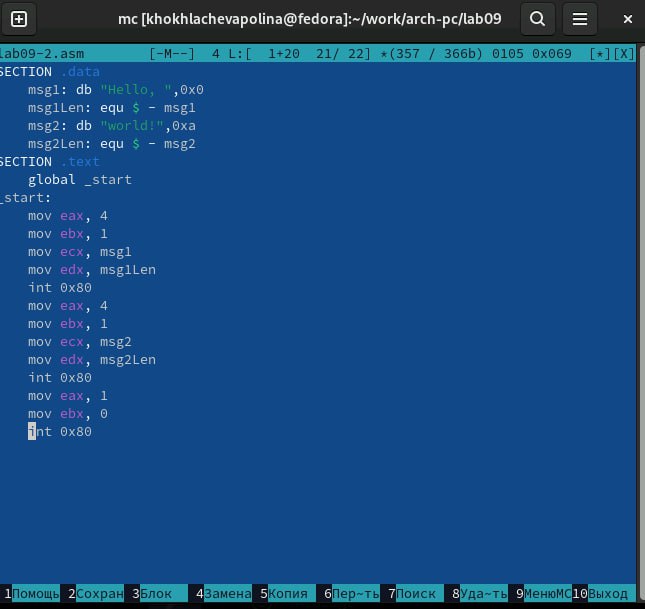 mc [khokhlachevapolina@fedora]:~/work/arch-pc/lab09
lab09-2.asm [-M--] 4 L:[ 1+20 21/ 22] *(357 / 366b) 0105 0x069 [*][X]
SECTION .data
msg1: db "Hello, ",0x0
msg1Len: equ $ - msg1
msg2: db "world!",0xa
msg2Len: equ $ - msg2
SECTION .text
global _start
_start:
mov eax, 4
mov ebx, 1
mov ecx, msg1
mov edx, msg1Len
int 0x80
mov eax, 4
mov ebx, 1
mov ecx, msg2
mov edx, msg2Len
int 0x80
mov eax, 1
mov ebx, 0
int 0x80
1Помощь 2Сохран 3Блок 4Замена 5Копия 6Пер~ть 7Поиск 8Уда~ть 9МенюMC 10Выход